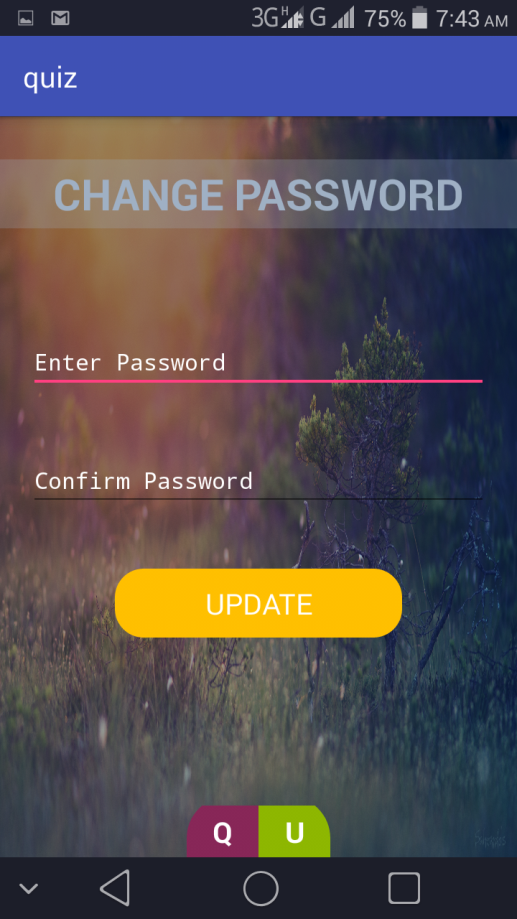 3G H G 75% 7:43 AM
quiz
CHANGE PASSWORD
Enter Password
Confirm Password
UPDATE
Q U